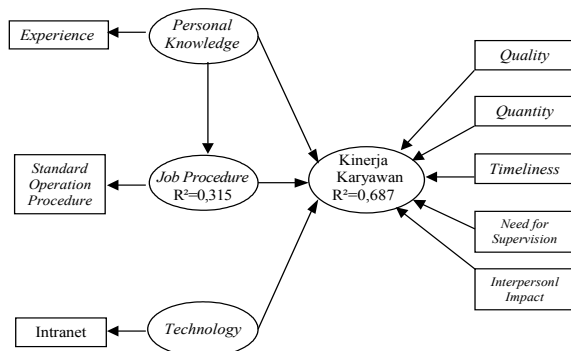 Experience
Personal
Knowledge
Quality
Quantity
Standard
Operation
Procedure
Job Procedure
R²=0,315
Kinerja
Karyawan
R²=0,687
Timeliness
Need for
Supervision
Interpersonl
Impact
Intranet
Technology